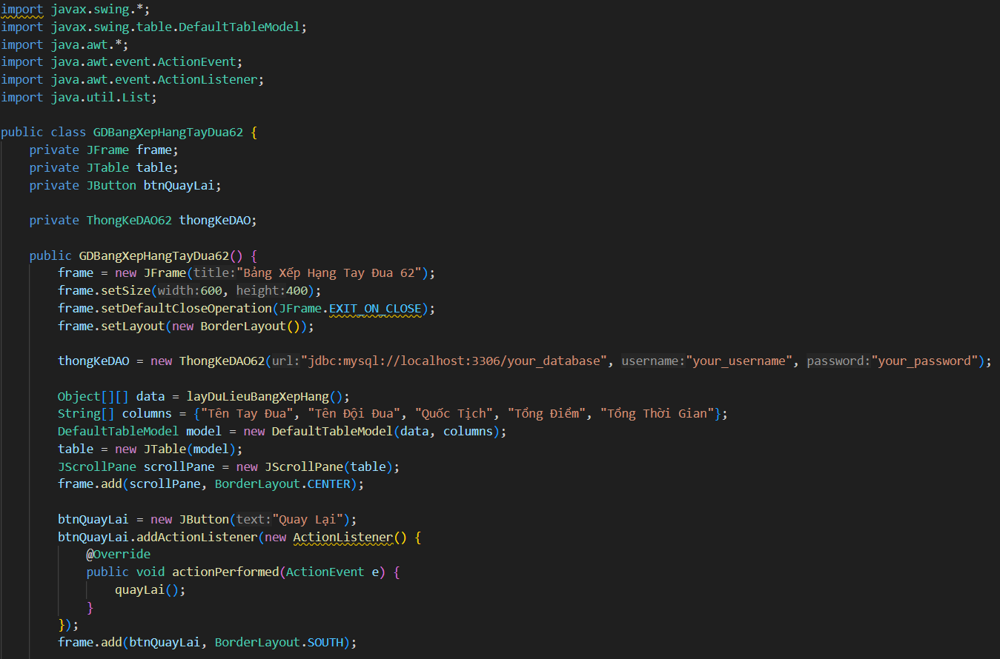 import javax.swing.*;
import javax.swing.table.DefaultTableModel;
import java.awt.*;
import java.awt.event.ActionEvent;
import java.awt.event.ActionListener;
import java.util.List;

public class GDBangXepHangTayDua62 {
    private JFrame frame;
    private JTable table;
    private JButton btnQuayLai;

    private ThongKeDAO62 thongKeDAO;

    public GDBangXepHangTayDua62() {
        frame = new JFrame(title:"Bảng Xếp Hạng Tay Đua 62");
        frame.setSize(width:600, height:400);
        frame.setDefaultCloseOperation(JFrame.EXIT_ON_CLOSE);
        frame.setLayout(new BorderLayout());

        thongKeDAO = new ThongKeDAO62(url:"jdbc:mysql://localhost:3306/your_database", username:"your_username", password:"your_password");

        Object[][] data = layDuLieuBangXepHang();
        String[] columns = {"Tên Tay Đua", "Tên Đội Đua", "Quốc Tịch", "Tổng Điểm", "Tổng Thời Gian"};
        DefaultTableModel model = new DefaultTableModel(data, columns);
        table = new JTable(model);
        JScrollPane scrollPane = new JScrollPane(table);
        frame.add(scrollPane, BorderLayout.CENTER);

        btnQuayLai = new JButton(text:"Quay Lại");
        btnQuayLai.addActionListener(new ActionListener() {
            @Override
            public void actionPerformed(ActionEvent e) {
                quayLai();
            }
        });
        frame.add(btnQuayLai, BorderLayout.SOUTH);